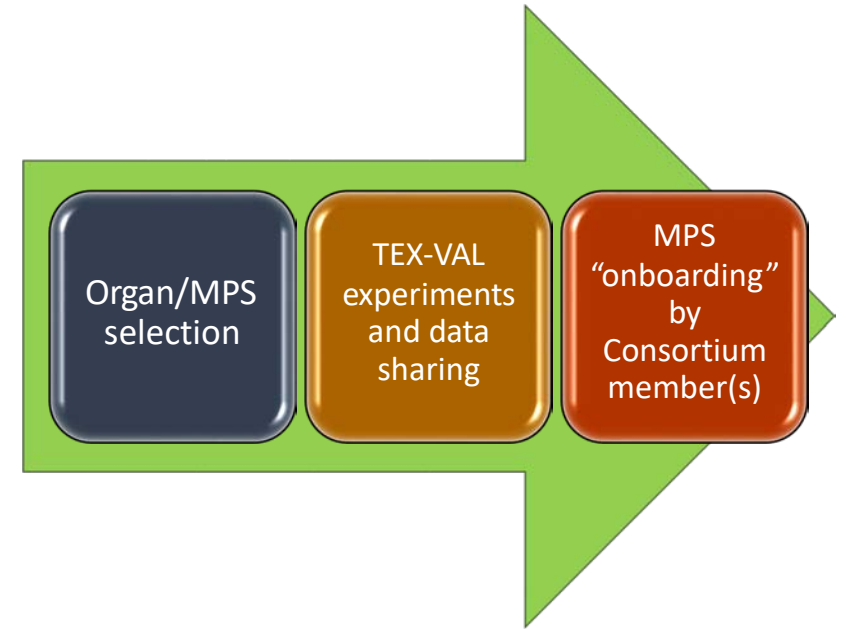 Organ/MPS
selection
TEX-VAL
experiments
and data
sharing
MPS
“onboarding”
by
Consortium
member(s)